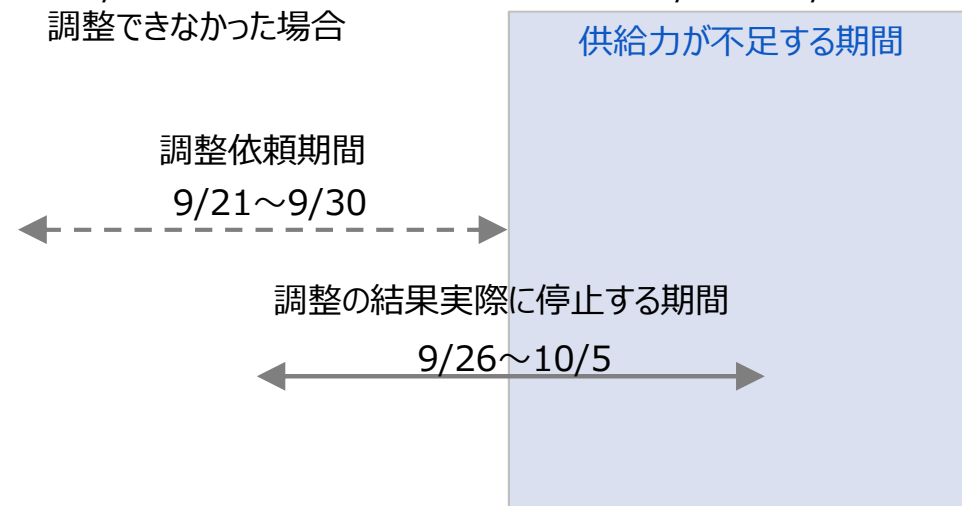 調整できなかった場合
供給力が不足する期間
調整依頼期間
9/21～9/30
調整の結果実際に停止する期間
9/26～10/5